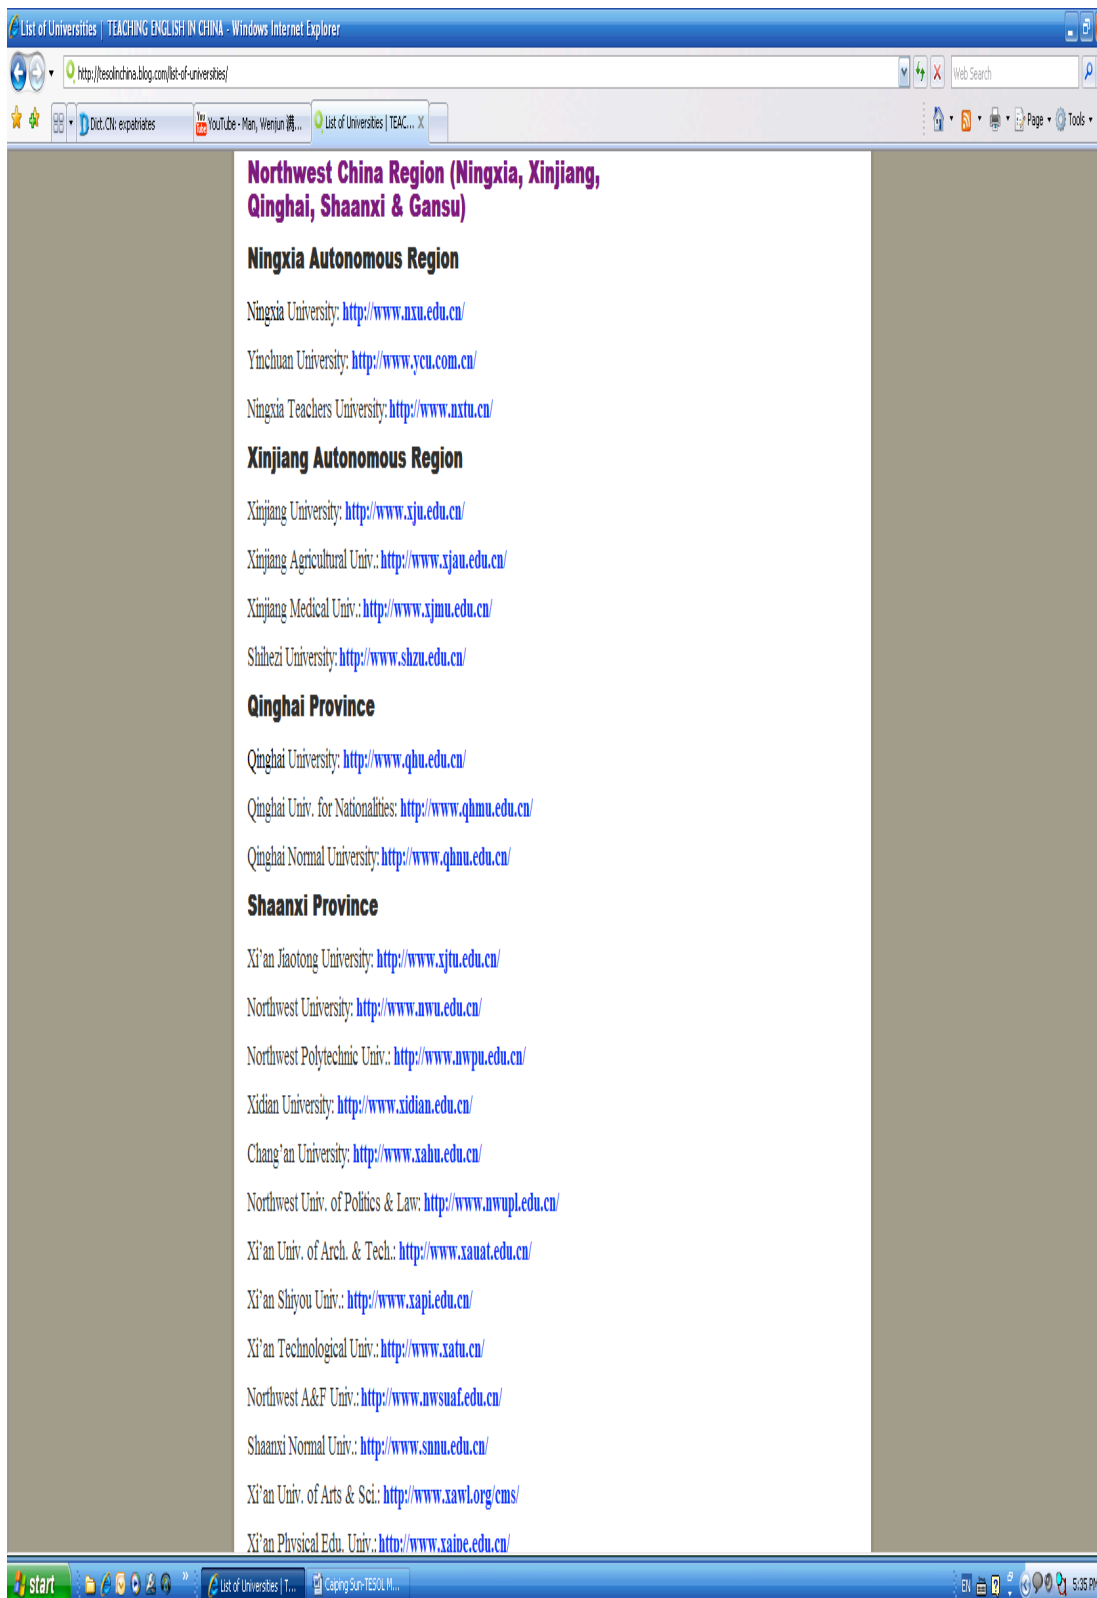 List of Universities | TEACHING ENGLISH IN CHINA - Windows Internet Explorer
http://tesolinchina.blog.com/list-of-universities/
Web Search
Dict.CN: expatriates
YouTube - Man, Wenjun 满...
List of Universities | TEAC... X
Page
Tools
Northwest China Region (Ningxia, Xinjiang,
Qinghai, Shaanxi & Gansu)
Ningxia Autonomous Region
Ningxia University: http://www.nxu.edu.cn/
Yinchuan University: http://www.ycu.com.cn/
Ningxia Teachers University: http://www.nxtu.cn/
Xinjiang Autonomous Region
Xinjiang University: http://www.xju.edu.cn/
Xinjiang Agricultural Univ.: http://www.xjau.edu.cn/
Xinjiang Medical Univ.: http://www.xjmu.edu.cn/
Shihezi University: http://www.shzu.edu.cn/
Qinghai Province
Qinghai University: http://www.qhu.edu.cn/
Qinghai Univ. for Nationalities: http://www.qhmu.edu.cn/
Qinghai Normal University: http://www.qhnu.edu.cn/
Shaanxi Province
Xi’an Jiaotong University: http://www.xjtu.edu.cn/
Northwest University: http://www.nwu.edu.cn/
Northwest Polytechnic Univ.: http://www.nwpu.edu.cn/
Xidian University: http://www.xidian.edu.cn/
Chang’an University: http://www.xahu.edu.cn/
Northwest Univ. of Politics & Law: http://www.nwupl.edu.cn/
Xi’an Univ. of Arch. & Tech.: http://www.xauat.edu.cn/
Xi’an Shiyou Univ.: http://www.xapi.edu.cn/
Xi’an Technological Univ.: http://www.xatu.cn/
Northwest A&F Univ.: http://www.nwsuaf.edu.cn/
Shaanxi Normal Univ.: http://www.snnu.edu.cn/
Xi’an Univ. of Arts & Sci.: http://www.xawl.org/cms/
Xi’an Physical Edu. Univ.: http://www.xaipe.edu.cn/
start
List of Universities | T...
Caiping Sun-TESOL M...
EN
5:35 PM